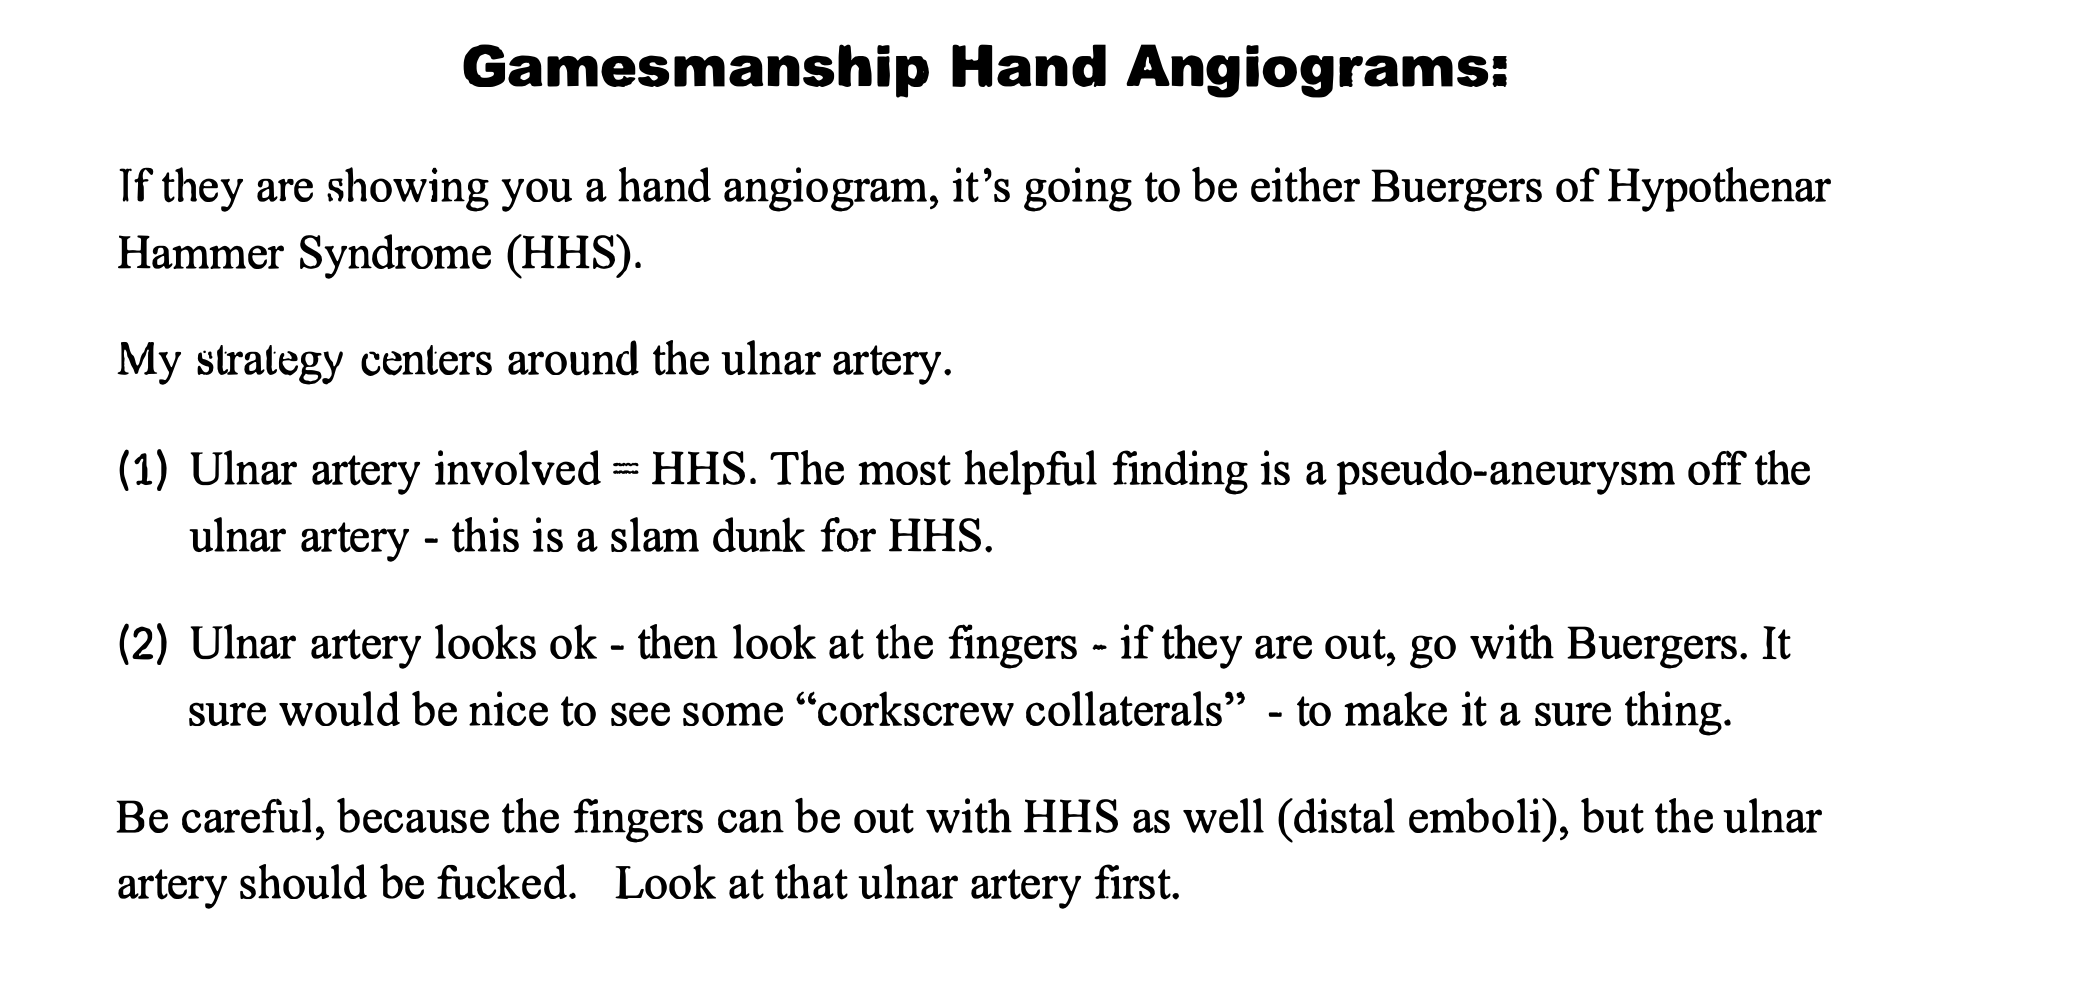 Gamesmanship Hand Angiograms:
If they are showing you a hand angiogram, it’s going to be either Buergers of Hypothenar
Hammer Syndrome (HHS).
My strategy centers around the ulnar artery.
(1) Ulnar artery involved = HHS. The most helpful finding is a pseudo-aneurysm off the
ulnar artery - this is a slam dunk for HHS.
(2) Ulnar artery looks ok - then look at the fingers - if they are out, go with Buergers. It
sure would be nice to see some “corkscrew collaterals” - to make it a sure thing.
Be careful, because the fingers can be out with HHS as well (distal emboli), but the ulnar
artery should be fucked. Look at that ulnar artery first.